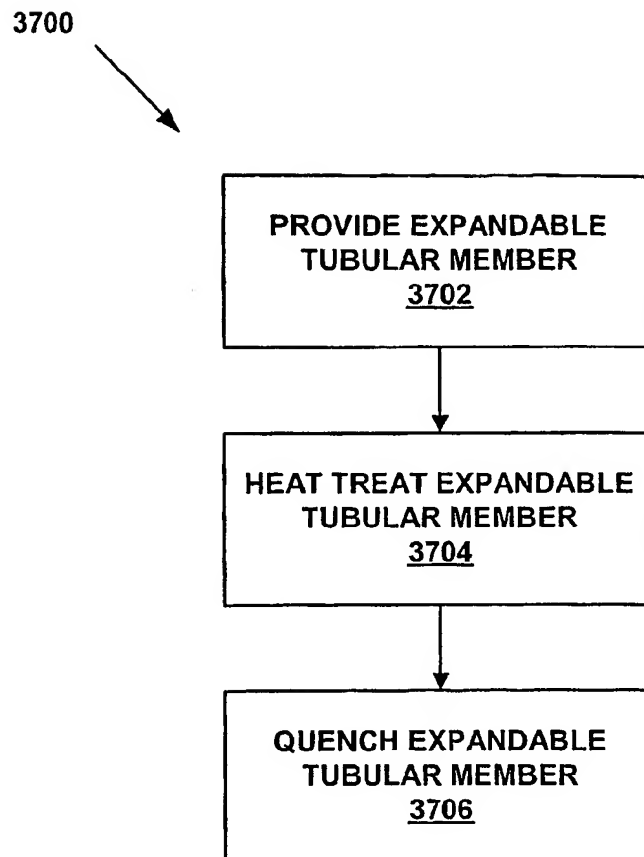 3700
PROVIDE EXPANDABLE
TUBULAR MEMBER
3702
HEAT TREAT EXPANDABLE
TUBULAR MEMBER
3704
QUENCH EXPANDABLE
TUBULAR MEMBER
3706